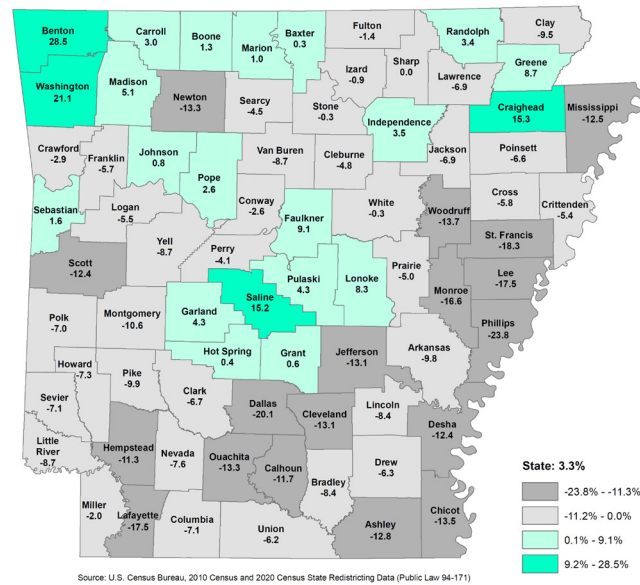 Benton
28.5
Carroll
3.0
Boone
1.3
Marion
1.0
Baxter
0.3
Fulton
-1.4
Randolph
3.4
Clay
-9.5
Washington
21.1
Madison
5.1
Newton
-13.3
Searcy
-4.5
Stone
-0.3
Izard
-0.9
Sharp
0.0
Lawrence
-6.9
Greene
8.7
Independence
3.5
Craighead
15.3
Mississippi
-12.5
Crawford
-2.9
Franklin
-5.7
Johnson
0.8
Pope
2.6
Van Buren
-8.7
Cleburne
-4.8
Jackson
-6.9
Poinsett
-6.6
Sebastian
1.6
Logan
-5.5
Conway
-2.6
Faulkner
9.1
White
-0.3
Woodruff
-13.7
Cross
-5.8
Crittenden
-5.4
Scott
-12.4
Yell
-8.7
Perry
-4.1
Pulaski
4.3
Lonoke
8.3
Prairie
-5.0
St. Francis
-18.3
Lee
-17.5
Monroe
-16.6
Phillips
-23.8
Saline
15.2
Polk
-7.0
Montgomery
-10.6
Garland
4.3
Hot Spring
0.4
Grant
0.6
Jefferson
-13.1
Arkansas
-9.8
Howard
-7.3
Pike
-9.9
Clark
-6.7
Dallas
-20.1
Cleveland
-13.1
Lincoln
-8.4
Desha
-12.4
Sevier
-7.1
Little
River
-8.7
Hempstead
-11.3
Nevada
-7.6
Ouachita
-13.3
Calhoun
-11.7
Bradley
-8.4
Drew
-6.3
Miller
-2.0
Lafayette
-17.5
Columbia
-7.1
Union
-6.2
Ashley
-12.8
Chicot
-13.5
State: 3.3%
-23.8% - -11.3%
-11.2% - 0.0%
0.1% - 9.1%
9.2% - 28.5%
Source: U.S. Census Bureau, 2010 Census and 2020 Census State Redistricting Data (Public Law 94-171)